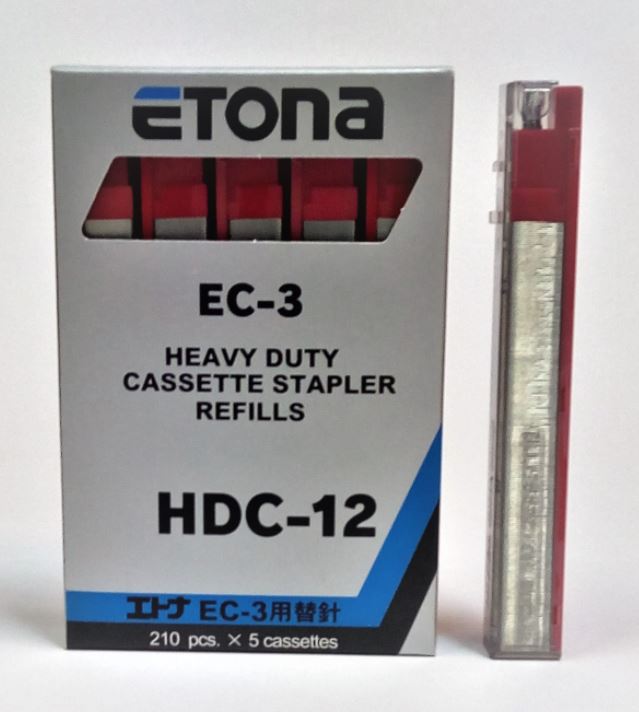 ETONA
EC-3
HEAVY DUTY
CASSETTE STAPLER
REFILLS
HDC-12
エトナ EC-3用替針
210 pcs. × 5 cassettes